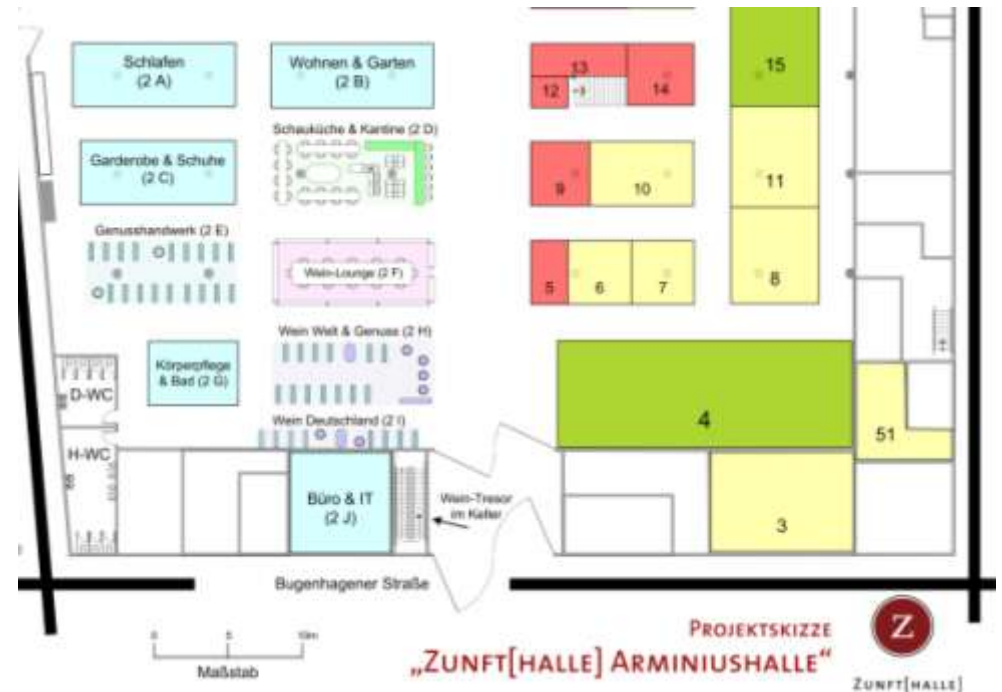 Schlafen
(2 A)
Wohnen & Garten
(2 B)
13
12
14
15
Schauküche & Kantine (2 D)
Garderobe & Schuhe
(2 C)
9
10
11
Genusshandwerk (2 E)
Wein-Lounge (2 F)
5
6
7
8
Wein Welt & Genuss (2 H)
Körperpflege
& Bad (2 G)
D-WC
Wein Deutschland (2 I)
4
51
H-WC
Büro & IT
(2 J)
Wein-Tresor
im Keller
3
Bugenhagener Straße
0 5 10m
Maßstab
PROJEKTSKIZZE
„ZUNFT[HALLE] ARMINIUSHALLE“
Z
ZUNFT[HALLE]